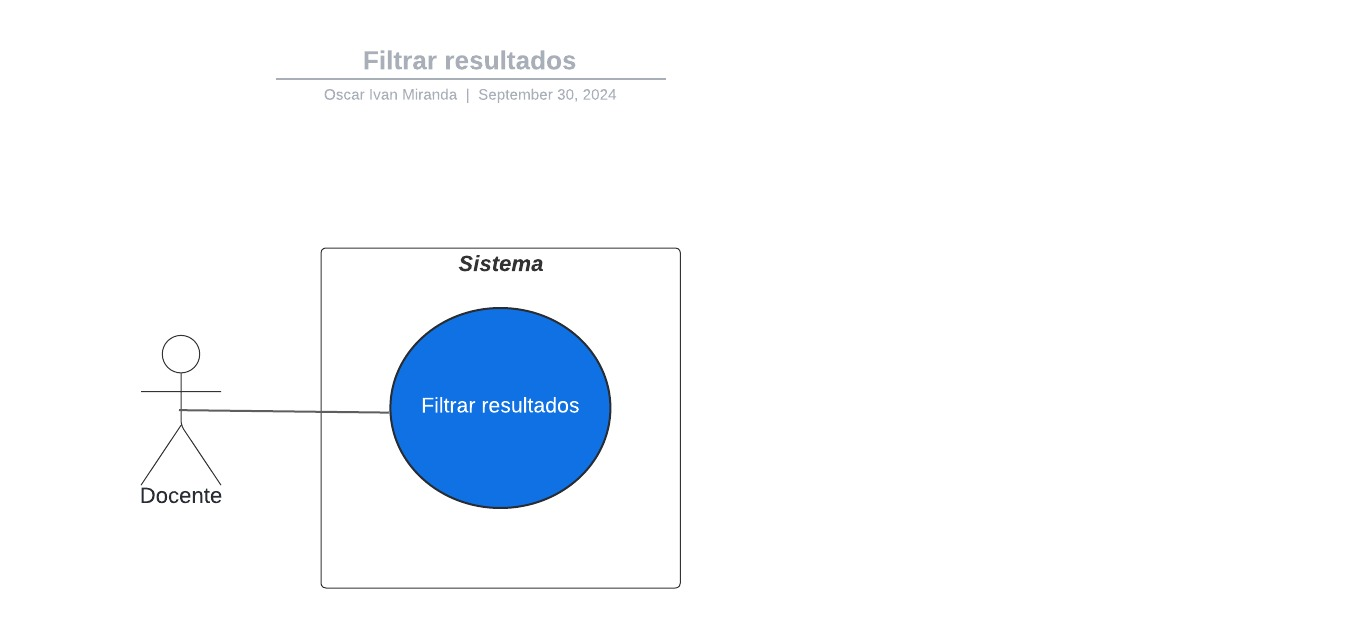 Filtrar resultados
Oscar Ivan Miranda | September 30, 2024
Sistema
Filtrar resultados
Docente